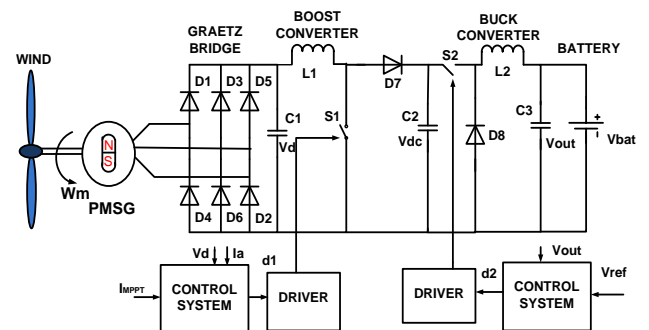 WIND
Wm
N
S
PMSG
GRAETZ
BRIDGE
D1
D3
D5
D4
D6
D2
BOOST
CONVERTER
L1
C1
Vd
S1
D7
C2
Vdc
S2
BUCK
CONVERTER
L2
D8
C3
Vout
BATTERY
+
Vbat
Vd
Ia
IMPPT
CONTROL
SYSTEM
d1
DRIVER
DRIVER
d2
Vout
CONTROL
SYSTEM
Vref